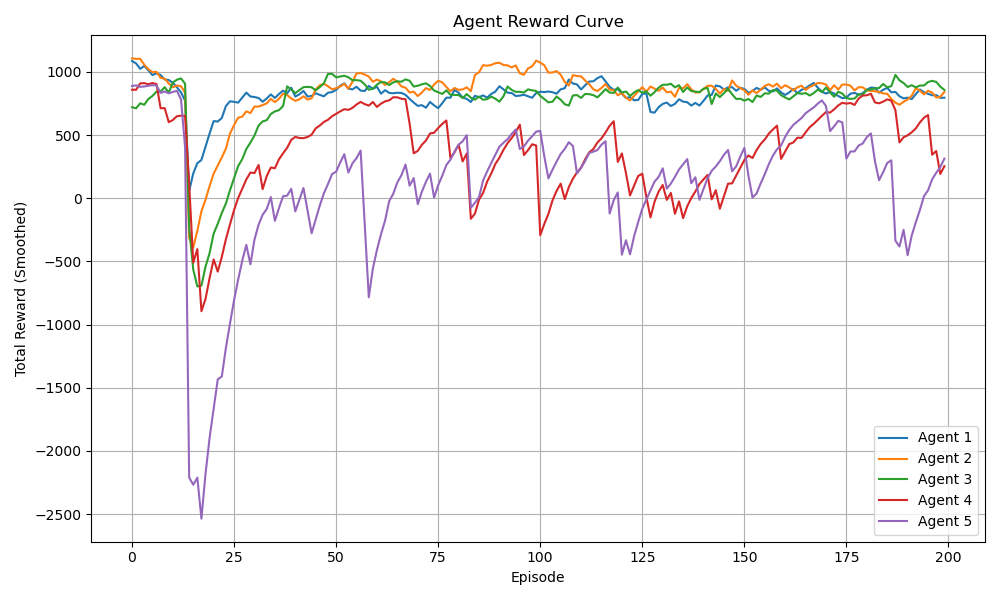 Agent Reward Curve
Total Reward (Smoothed)
1000
500
0
−500
−1000
−1500
−2000
−2500
0
25
50
75
100
125
150
175
200
Episode
Agent 1
Agent 2
Agent 3
Agent 4
Agent 5